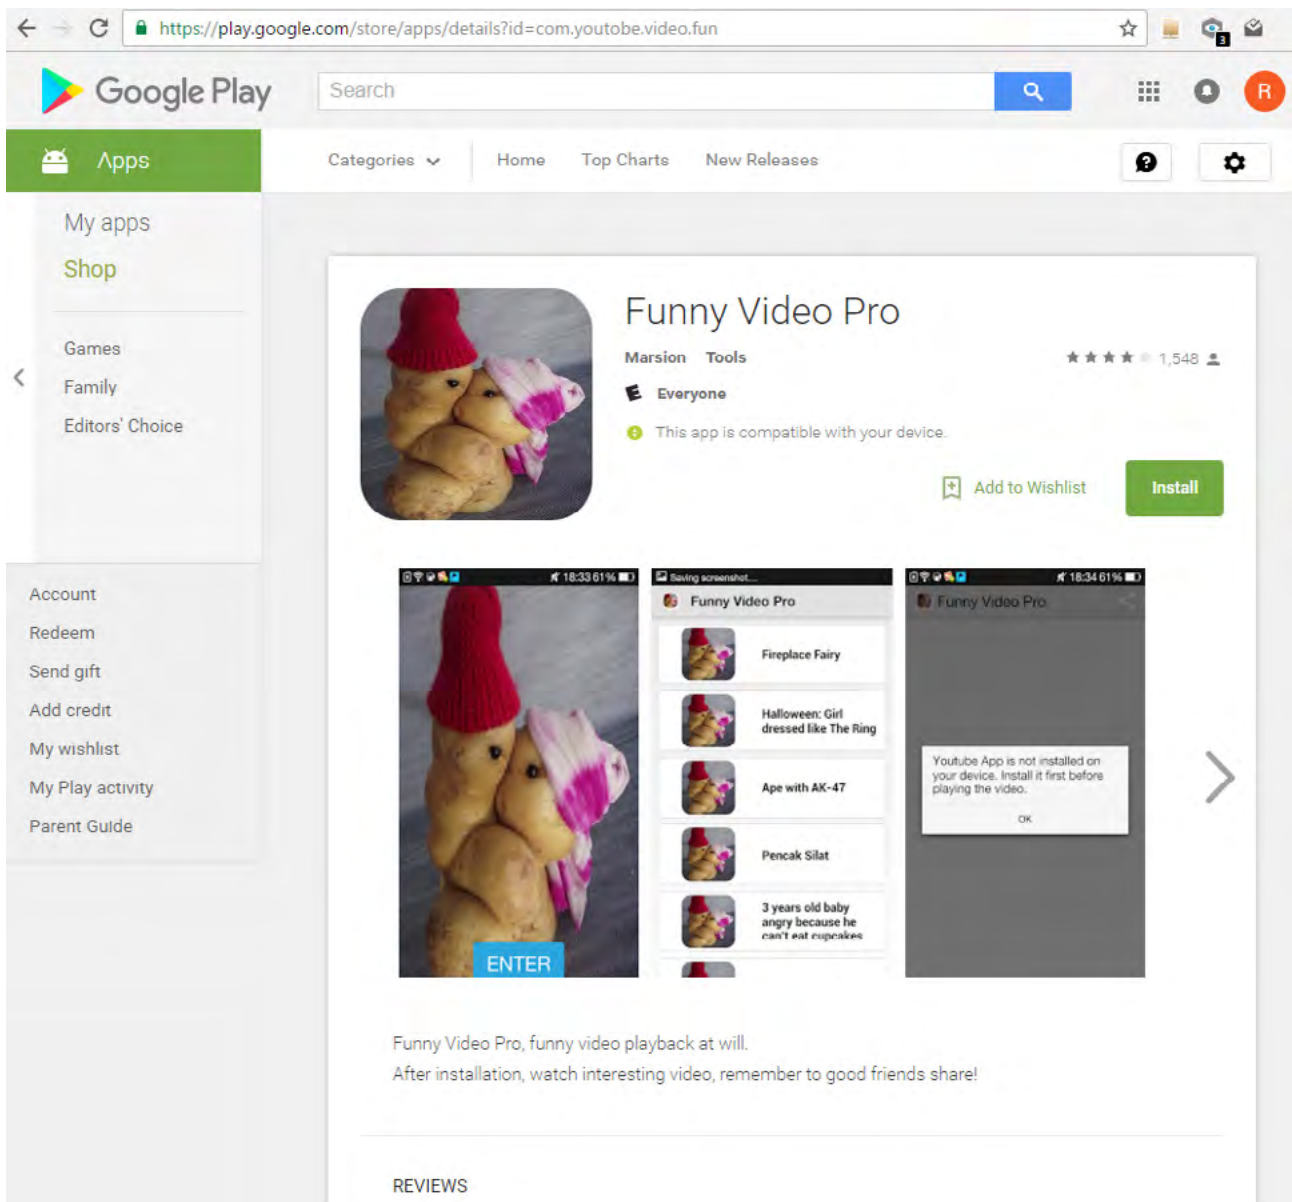 https://play.google.com/store/apps/details?id=com.youtobe.video.fun
3
Google Play
Search
R
Apps
Categories
Home
Top Charts
New Releases
My apps
Shop
Games
Family
Editors' Choice
Account
Redeem
Send gift
Add credit
My wishlist
My Play activity
Parent Guide
Funny Video Pro
Marsion Tools
1,548
E Everyone
This app is compatible with your device.
Add to Wishlist
Install
18:33 61%
ENTER
Saving screenshot...
Funny Video Pro
Fireplace Fairy
Halloween: Girl
dressed like The Ring
Ape with AK-47
Pencak Silat
3 years old baby
angry because he
can't eat cupcakes
18:34 61%
Funny Video Pro
Youtube App is not installed on
your device. Install it first before
playing the video.
OK
Funny Video Pro, funny video playback at will.
After installation, watch interesting video, remember to good friends share!
REVIEWS